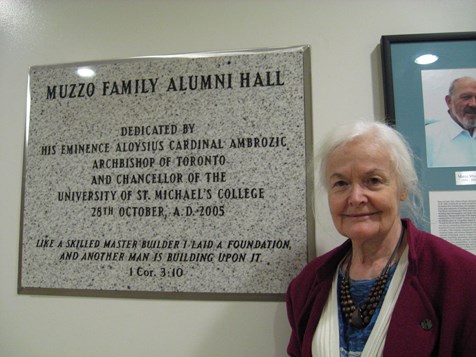 MUZZO FAMILY ALUMNI HALL
DEDICATED BY
HIS EMINENCE ALOYSIUS CARDINAL AMBROZIC
ARCHBISHOP OF TORONTO
AND CHANCELLOR OF THE
UNIVERSITY OF ST. MICHAEL'S COLLEGE
28TH OCTOBER, A.D. 2005
LIKE A SKILLED MASTER BUILDER I LAID A FOUNDATION,
AND ANOTHER MAN IS BUILDING UPON IT.
1 Cor. 3:10